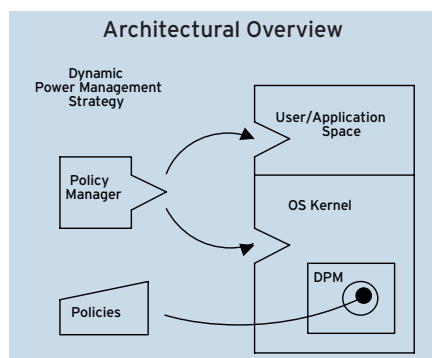 Architectural Overview
Dynamic
Power Management
Strategy
User/Application
Space
Policy
Manager
OS Kernel
DPM
Policies